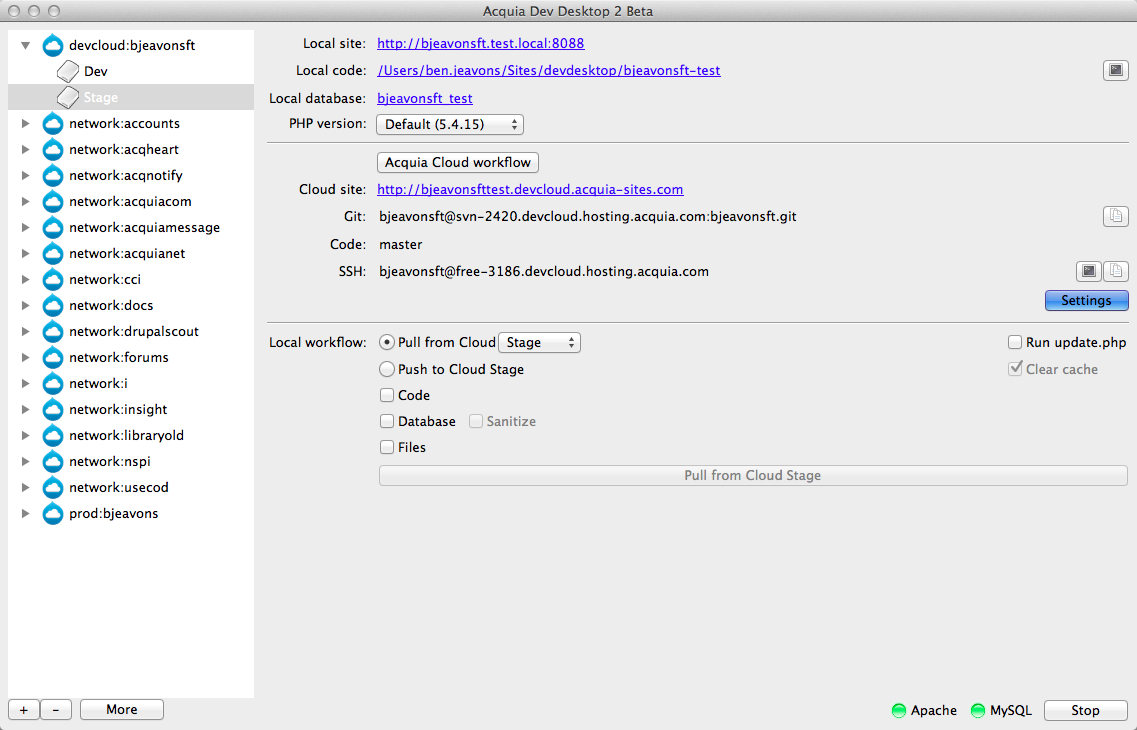 Acquia Dev Desktop 2 Beta
devcloud:bjeavonsft
Dev
Stage
network:accounts
network:acqheart
network:acqnotify
network:acquiacom
network:acquiamessage
network:acquianet
network:cci
network:docs
network:drupalscout
network:forums
network:i
network:insight
network:libraryold
network:nspi
network:usecod
prod:bjeavons
+ - More
Local site: http://bjeavonsft.test.local:8088
Local code: /Users/ben.jeavons/Sites/devdesktop/bjeavonsft-test
Local database: bjeavonsft_test
PHP version: Default (5.4.15)
Acquia Cloud workflow
Cloud site: http://bjeavonsfttest.devcloud.acquia-sites.com
Git: bjeavonsft@svn-2420.devcloud.hosting.acquia.com:bjeavonsft.git
Code: master
SSH: bjeavonsft@free-3186.devcloud.hosting.acquia.com
Settings
Local workflow: Pull from Cloud Stage Run update.php
Push to Cloud Stage Clear cache
Code
Database Sanitize
Files
Pull from Cloud Stage
Apache MySQL Stop